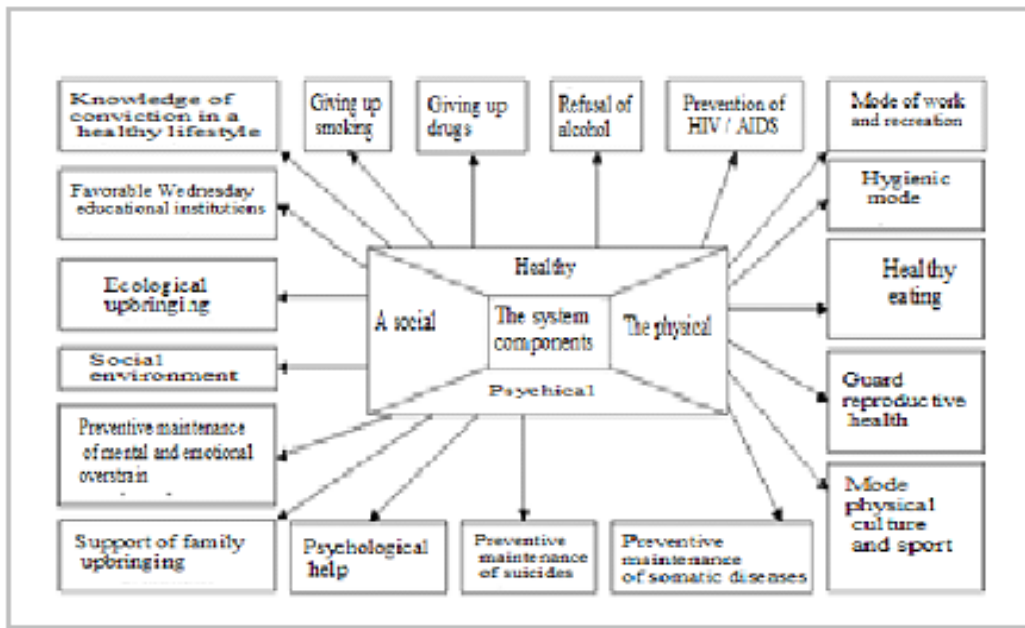 Knowledge of
conviction in a
healthy lifestyle
Giving up
smoking
Giving up
drugs
Refusal of
alcohol
Prevention of
HIV / AIDS
Mode of work
and recreation
Favorable Wednesday
educational institutions
Hygienic
mode
Ecological
upbringing
Healthy
eating
Healthy
A social
The system
components
The physical
Psychical
Social
environment
Guard
reproductive
health
Preventive maintenance
of mental and emotional
overstrain
Mode
physical
culture
and sport
Support of family
upbringing
Psychological
help
Preventive
maintenance
of suicides
Preventive
maintenance
of somatic diseases